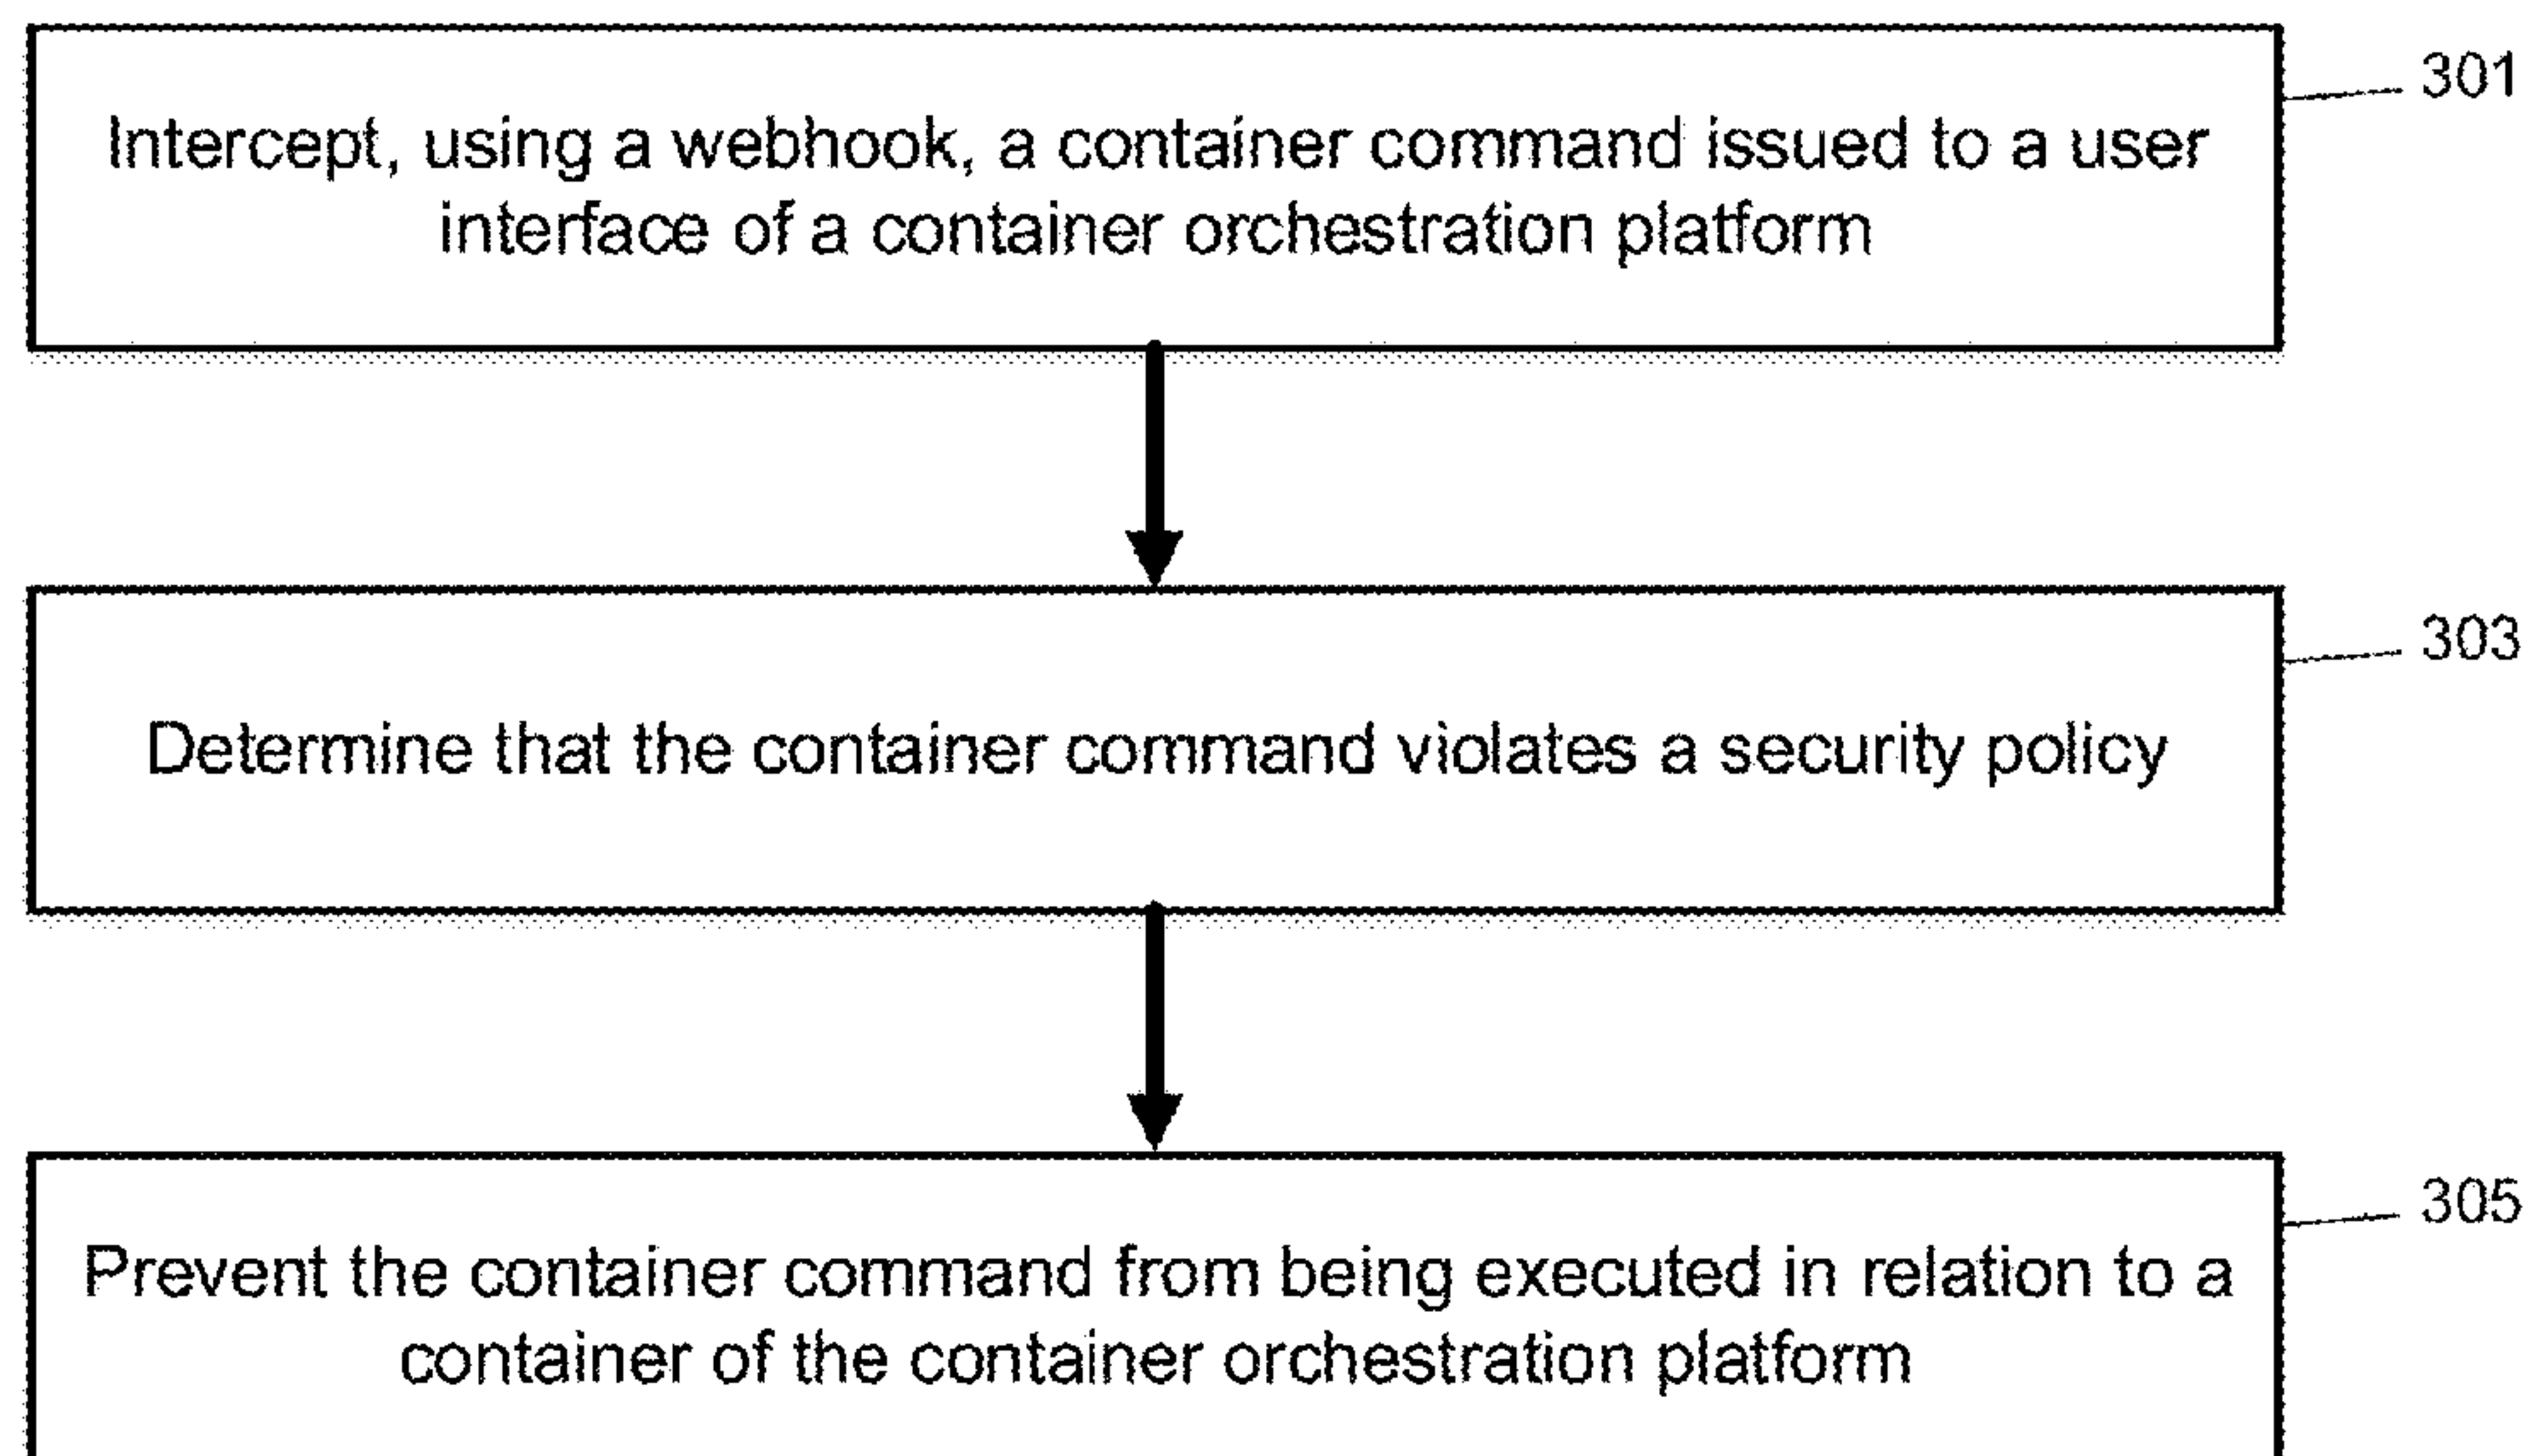 301
Intercept, using a webhook, a container command issued to a user
interface of a container orchestration platform
303
Determine that the container command violates a security policy
305
Prevent the container command from being executed in relation to a
container of the container orchestration platform